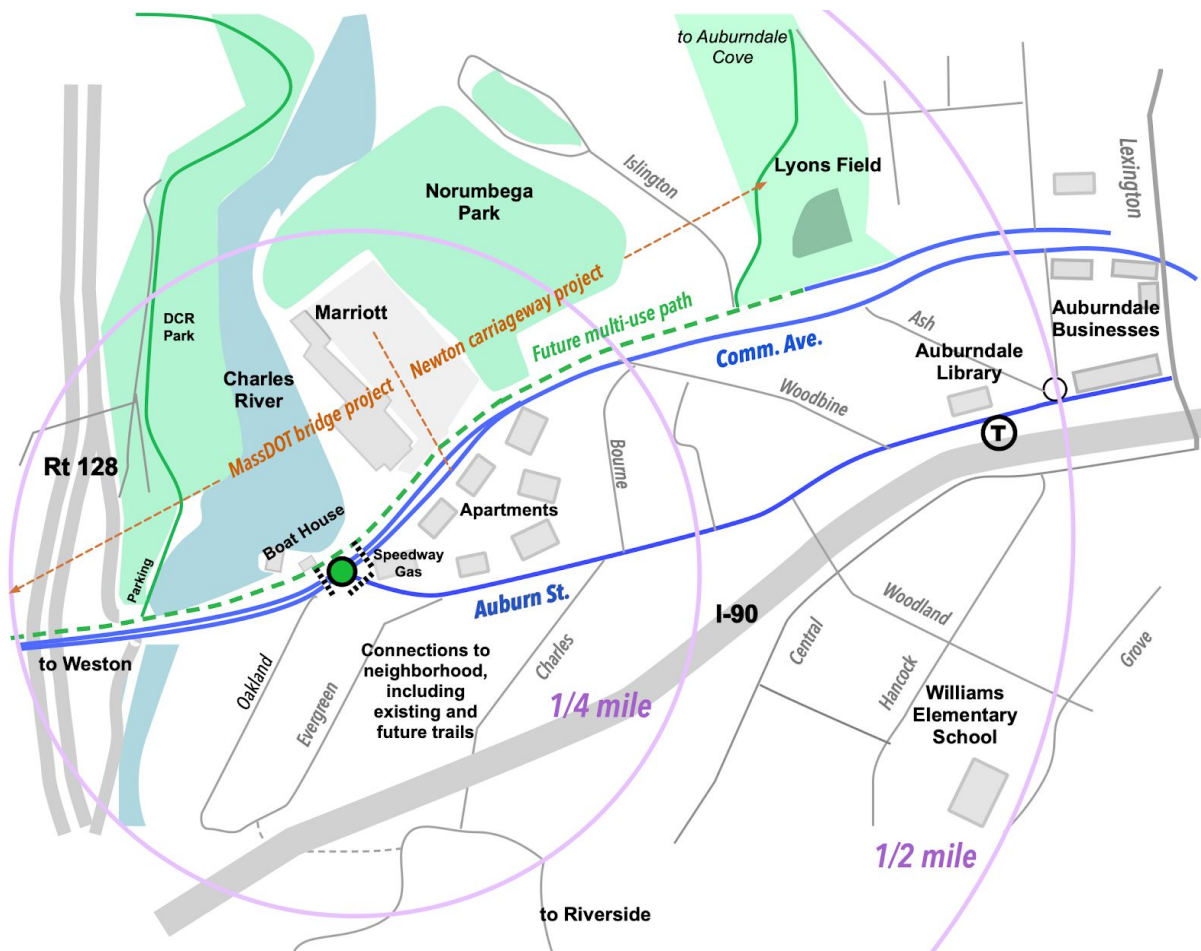 to Auburndale
Cove
Lyons Field
Islington
Lexington
Norumbega
Park
Marriott
DCR
Park
Charles
River
MassDOT bridge project
Newton carriageway project
Future multi-use path
Comm. Ave.
Ash
Auburndale
Businesses
Auburndale
Library
Woodbine
T
Bourne
Rt 128
Boat House
Apartments
Speedway
Gas
Parking
Auburn St.
I-90
to Weston
Oakland
Evergreen
Connections to
neighborhood,
including
existing and
future trails
Charles
1/4 mile
Central
Woodland
Hancock
Grove
Williams
Elementary
School
1/2 mile
to Riverside